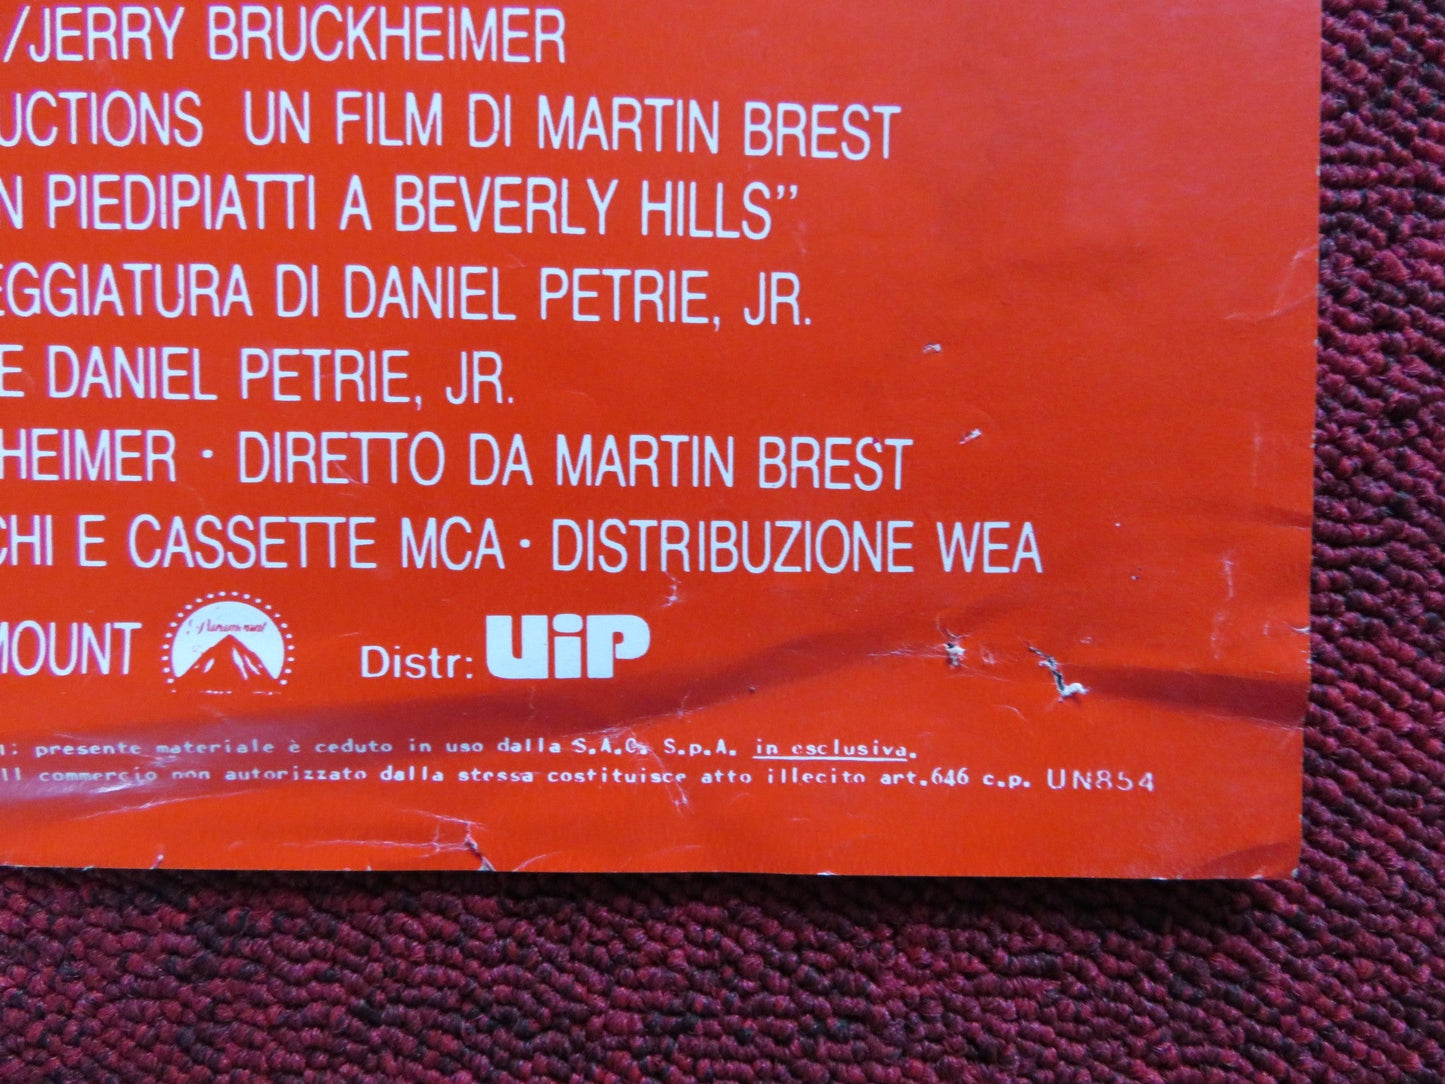 /JERRY BRUCKHEIMER
UCTIONS UN FILM DI MARTIN BREST
N PIEDIPIATTI A BEVERLY HILLS”
EGGIATURA DI DANIEL PETRIE, JR.
E DANIEL PETRIE, JR.
HEIMER · DIRETTO DA MARTIN BREST
CHI E CASSETTE MCA · DISTRIBUZIONE WEA
MOUNT Paramount Distr: UiP
: presente materiale è ceduto in uso dalla S.A.C. S.p.A. in esclusiva.
il commercio non autorizzato dalla stessa costituisce atto illecito art.646 c.p. UN854